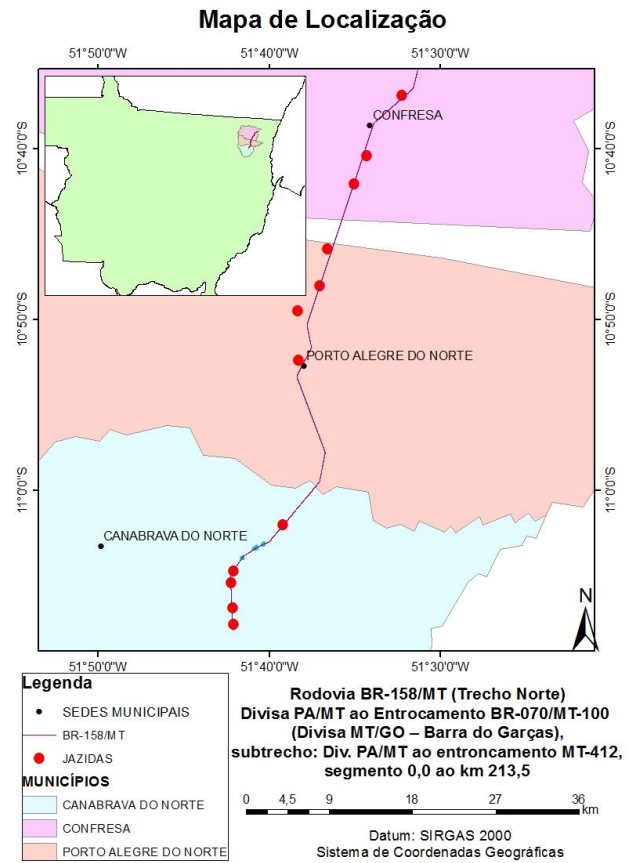 Mapa de Localização
51°50'0"W 51°40'0"W 51°30'0"W
CONFRESA
10°40'0"S 10°40'0"S
10°50'0"S 10°50'0"S
PORTO ALEGRE DO NORTE
11°0'0"S 11°0'0"S
CANABRAVA DO NORTE
N
51°50'0"W 51°40'0"W 51°30'0"W
Legenda
SEDES MUNICIPAIS
BR-158/MT
JAZIDAS
MUNICÍPIOS
CANABRAVA DO NORTE
CONFRESA
PORTO ALEGRE DO NORTE
Rodovia BR-158/MT (Trecho Norte)
Divisa PA/MT ao Entrocamento BR-070/MT-100
(Divisa MT/GO – Barra do Garças),
subtrecho: Div. PA/MT ao entroncamento MT-412,
segmento 0,0 ao km 213,5
0 4,5 9 18 27 36
km
Datum: SIRGAS 2000
Sistema de Coordenadas Geográficas